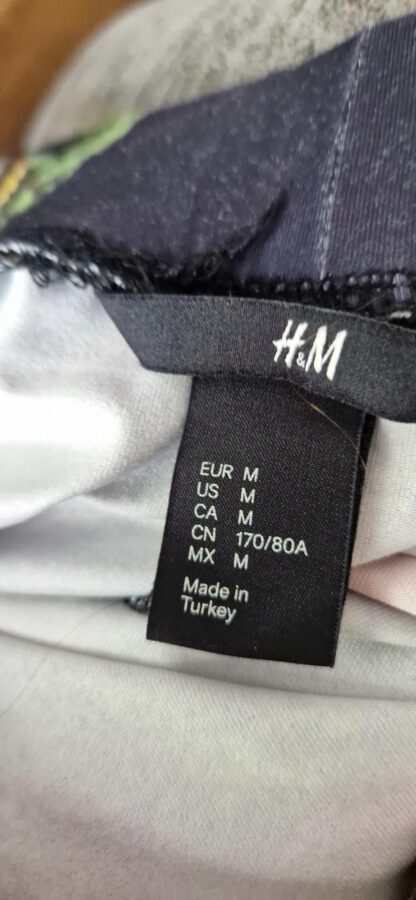 H&M
EUR M
US M
CA M
CN 170/80A
MX M
Made in
Turkey